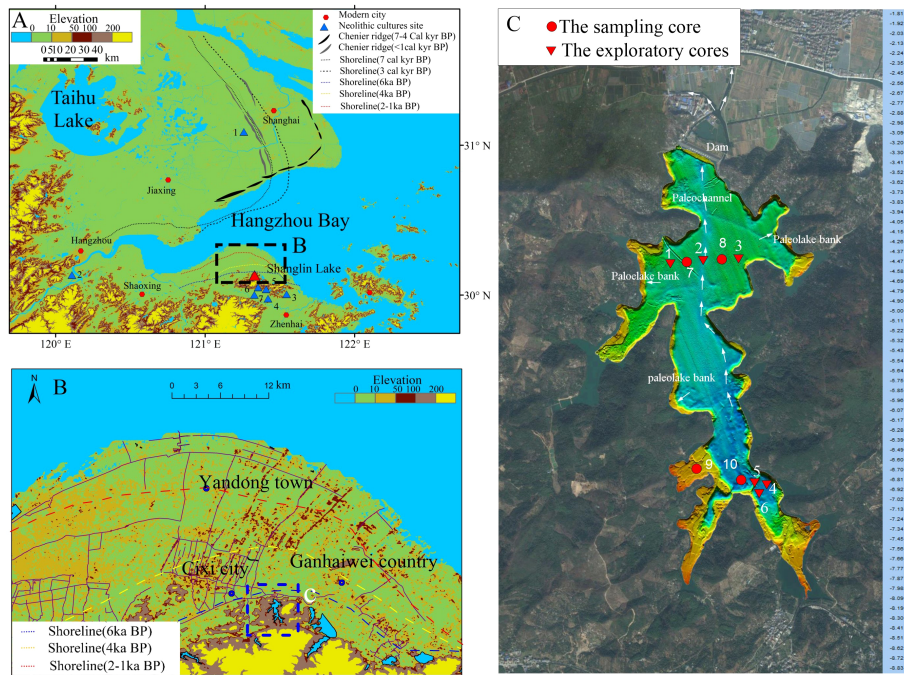 A
Elevation
0 5 10 50 100 200
0 5 10 20 30 40
km
Modern city
Neolithic cultures site
Chenier ridge(7-4 Cal kyr BP)
Chenier ridge(<1cal kyr BP)
Shoreline(7 cal kyr BP)
Shoreline(3 cal kyr BP)
Shoreline(6ka BP)
Shoreline(4ka BP)
Shoreline(2-1ka BP)
Taihu
Lake
Shanghai
1
31°N
Jiaxing
Hangzhou Bay
B
Hangzhou
2
Shanglin Lake
Shaoxing
6
7
4
3
30°N
Zhenhai
120°E
121°E
122°E
N
B
0 3 6 12 km
Elevation
0 5 10 50 100 200
Yandong town
Cixi city
Ganhaiwei country
C
Shoreline(6ka BP)
Shoreline(4ka BP)
Shoreline(2-1ka BP)
C
The sampling core
The exploratory cores
Dam
Paleochannel
Paleolake bank
1
2
8
3
7
Paloelake bank
paleolake bank
9
10
5
4
6